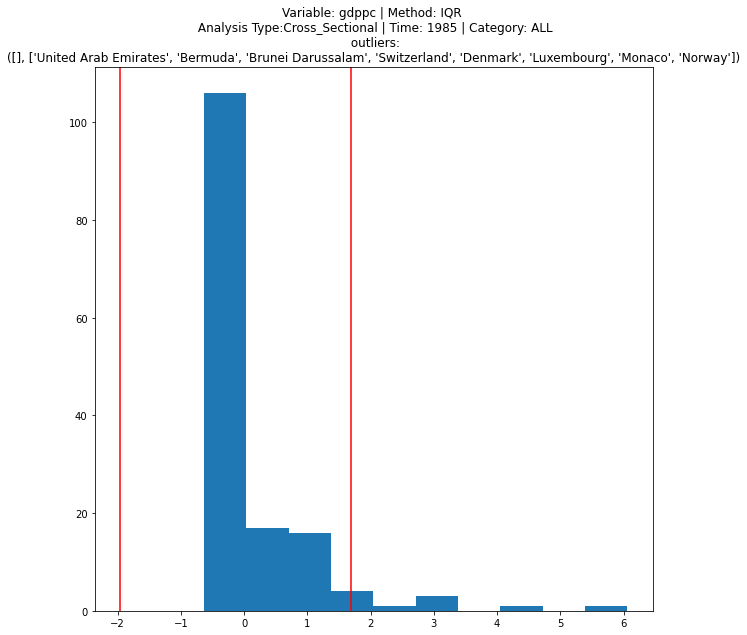 Variable: gdppc | Method: IQR
Analysis Type:Cross_Sectional | Time: 1985 | Category: ALL
outliers:
([], ['United Arab Emirates', 'Bermuda', 'Brunei Darussalam', 'Switzerland', 'Denmark', 'Luxembourg', 'Monaco', 'Norway'])
100
80
60
40
20
0
−2 −1 0 1 2 3 4 5 6